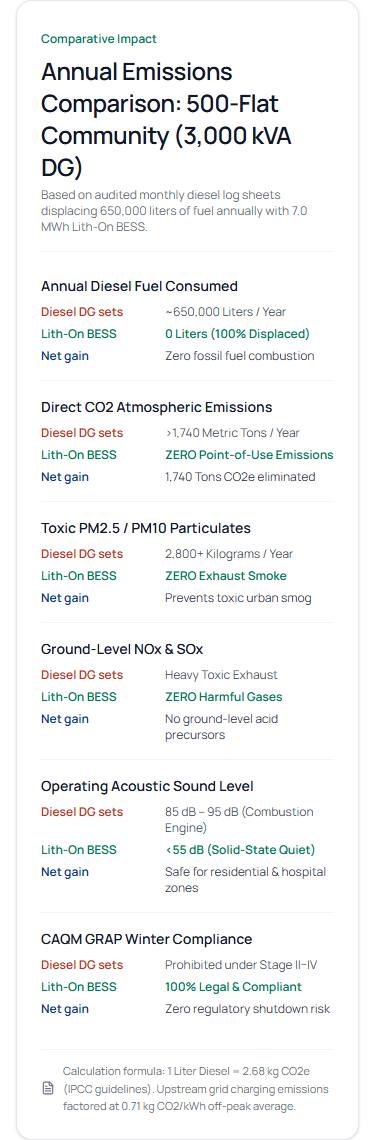 Comparative Impact
Annual Emissions
Comparison: 500-Flat
Community (3,000 kVA
DG)
Based on audited monthly diesel log sheets
displacing 650,000 liters of fuel annually with 7.0
MWh Lith-On BESS.
Annual Diesel Fuel Consumed
Diesel DG sets ~650,000 Liters / Year
Lith-On BESS 0 Liters (100% Displaced)
Net gain Zero fossil fuel combustion
Direct CO2 Atmospheric Emissions
Diesel DG sets >1,740 Metric Tons / Year
Lith-On BESS ZERO Point-of-Use Emissions
Net gain 1,740 Tons CO2e eliminated
Toxic PM2.5 / PM10 Particulates
Diesel DG sets 2,800+ Kilograms / Year
Lith-On BESS ZERO Exhaust Smoke
Net gain Prevents toxic urban smog
Ground-Level NOx & SOx
Diesel DG sets Heavy Toxic Exhaust
Lith-On BESS ZERO Harmful Gases
Net gain No ground-level acid
precursors
Operating Acoustic Sound Level
Diesel DG sets 85 dB – 95 dB (Combustion
Engine)
Lith-On BESS <55 dB (Solid-State Quiet)
Net gain Safe for residential & hospital
zones
CAQM GRAP Winter Compliance
Diesel DG sets Prohibited under Stage II–IV
Lith-On BESS 100% Legal & Compliant
Net gain Zero regulatory shutdown risk
Calculation formula: 1 Liter Diesel = 2.68 kg CO2e
(IPCC guidelines). Upstream grid charging emissions
factored at 0.71 kg CO2/kWh off-peak average.